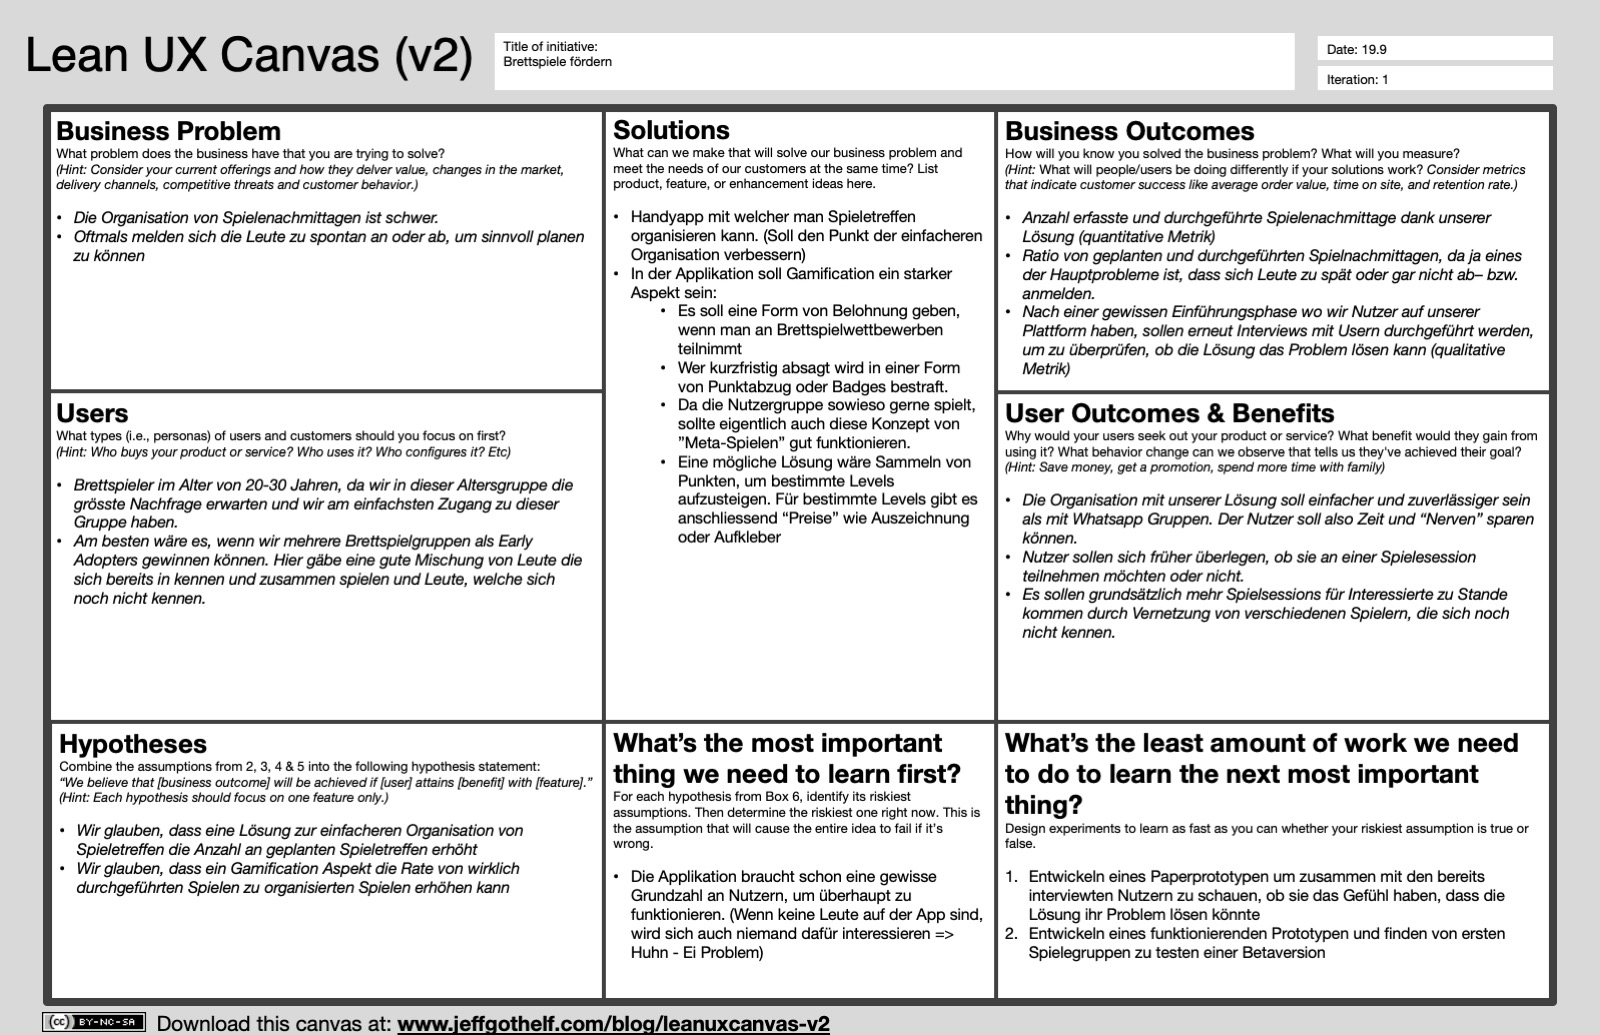 Lean UX Canvas (v2)
Title of initiative:
Brettspiele fördern
Date: 19.9
Iteration: 1
Business Problem
What problem does the business have that you are trying to solve?
(Hint: Consider your current offerings and how they delver value, changes in the market,
delivery channels, competitive threats and customer behavior.)
• Die Organisation von Spielenachmittagen ist schwer.
• Oftmals melden sich die Leute zu spontan an oder ab, um sinnvoll planen
zu können
Solutions
What can we make that will solve our business problem and
meet the needs of our customers at the same time? List
product, feature, or enhancement ideas here.
• Handyapp mit welcher man Spieletreffen
organisieren kann. (Soll den Punkt der einfacheren
Organisation verbessern)
• In der Applikation soll Gamification ein starker
Aspekt sein:
• Es soll eine Form von Belohnung geben,
wenn man an Brettspielwettbewerben
teilnimmt
• Wer kurzfristig absagt wird in einer Form
von Punktabzug oder Badges bestraft.
• Da die Nutzergruppe sowieso gerne spielt,
sollte eigentlich auch diese Konzept von
”Meta-Spielen” gut funktionieren.
• Eine mögliche Lösung wäre Sammeln von
Punkten, um bestimmte Levels
aufzusteigen. Für bestimmte Levels gibt es
anschliessend “Preise” wie Auszeichnung
oder Aufkleber
Business Outcomes
How will you know you solved the business problem? What will you measure?
(Hint: What will people/users be doing differently if your solutions work? Consider metrics
that indicate customer success like average order value, time on site, and retention rate.)
• Anzahl erfasste und durchgeführte Spielenachmittage dank unserer
Lösung (quantitative Metrik)
• Ratio von geplanten und durchgeführten Spielnachmittagen, da ja eines
der Hauptprobleme ist, dass sich Leute zu spät oder gar nicht ab– bzw.
anmelden.
• Nach einer gewissen Einführungsphase wo wir Nutzer auf unserer
Plattform haben, sollen erneut Interviews mit Usern durchgeführt werden,
um zu überprüfen, ob die Lösung das Problem lösen kann (qualitative
Metrik)
Users
What types (i.e., personas) of users and customers should you focus on first?
(Hint: Who buys your product or service? Who uses it? Who configures it? Etc)
• Brettspieler im Alter von 20-30 Jahren, da wir in dieser Altersgruppe die
grösste Nachfrage erwarten und wir am einfachsten Zugang zu dieser
Gruppe haben.
• Am besten wäre es, wenn wir mehrere Brettspielgruppen als Early
Adopters gewinnen können. Hier gäbe eine gute Mischung von Leute die
sich bereits in kennen und zusammen spielen und Leute, welche sich
noch nicht kennen.
User Outcomes & Benefits
Why would your users seek out your product or service? What benefit would they gain from
using it? What behavior change can we observe that tells us they've achieved their goal?
(Hint: Save money, get a promotion, spend more time with family)
• Die Organisation mit unserer Lösung soll einfacher und zuverlässiger sein
als mit Whatsapp Gruppen. Der Nutzer soll also Zeit und “Nerven” sparen
können.
• Nutzer sollen sich früher überlegen, ob sie an einer Spielesession
teilnehmen möchten oder nicht.
• Es sollen grundsätzlich mehr Spielsessions für Interessierte zu Stande
kommen durch Vernetzung von verschiedenen Spielern, die sich noch
nicht kennen.
Hypotheses
Combine the assumptions from 2, 3, 4 & 5 into the following hypothesis statement:
“We believe that [business outcome] will be achieved if [user] attains [benefit] with [feature].”
(Hint: Each hypothesis should focus on one feature only.)
• Wir glauben, dass eine Lösung zur einfacheren Organisation von
Spieletreffen die Anzahl an geplanten Spieletreffen erhöht
• Wir glauben, dass ein Gamification Aspekt die Rate von wirklich
durchgeführten Spielen zu organisierten Spielen erhöhen kann
What’s the most important
thing we need to learn first?
For each hypothesis from Box 6, identify its riskiest
assumptions. Then determine the riskiest one right now. This is
the assumption that will cause the entire idea to fail if it’s
wrong.
• Die Applikation braucht schon eine gewisse
Grundzahl an Nutzern, um überhaupt zu
funktionieren. (Wenn keine Leute auf der App sind,
wird sich auch niemand dafür interessieren =>
Huhn - Ei Problem)
What’s the least amount of work we need
to do to learn the next most important
thing?
Design experiments to learn as fast as you can whether your riskiest assumption is true or
false.
1. Entwickeln eines Paperprototypen um zusammen mit den bereits
interviewten Nutzern zu schauen, ob sie das Gefühl haben, dass die
Lösung ihr Problem lösen könnte
2. Entwickeln eines funktionierenden Prototypen und finden von ersten
Spielegruppen zu testen einer Betaversion
(cc) BY-NC-SA
Download this canvas at: www.jeffgothelf.com/blog/leanuxcanvas-v2